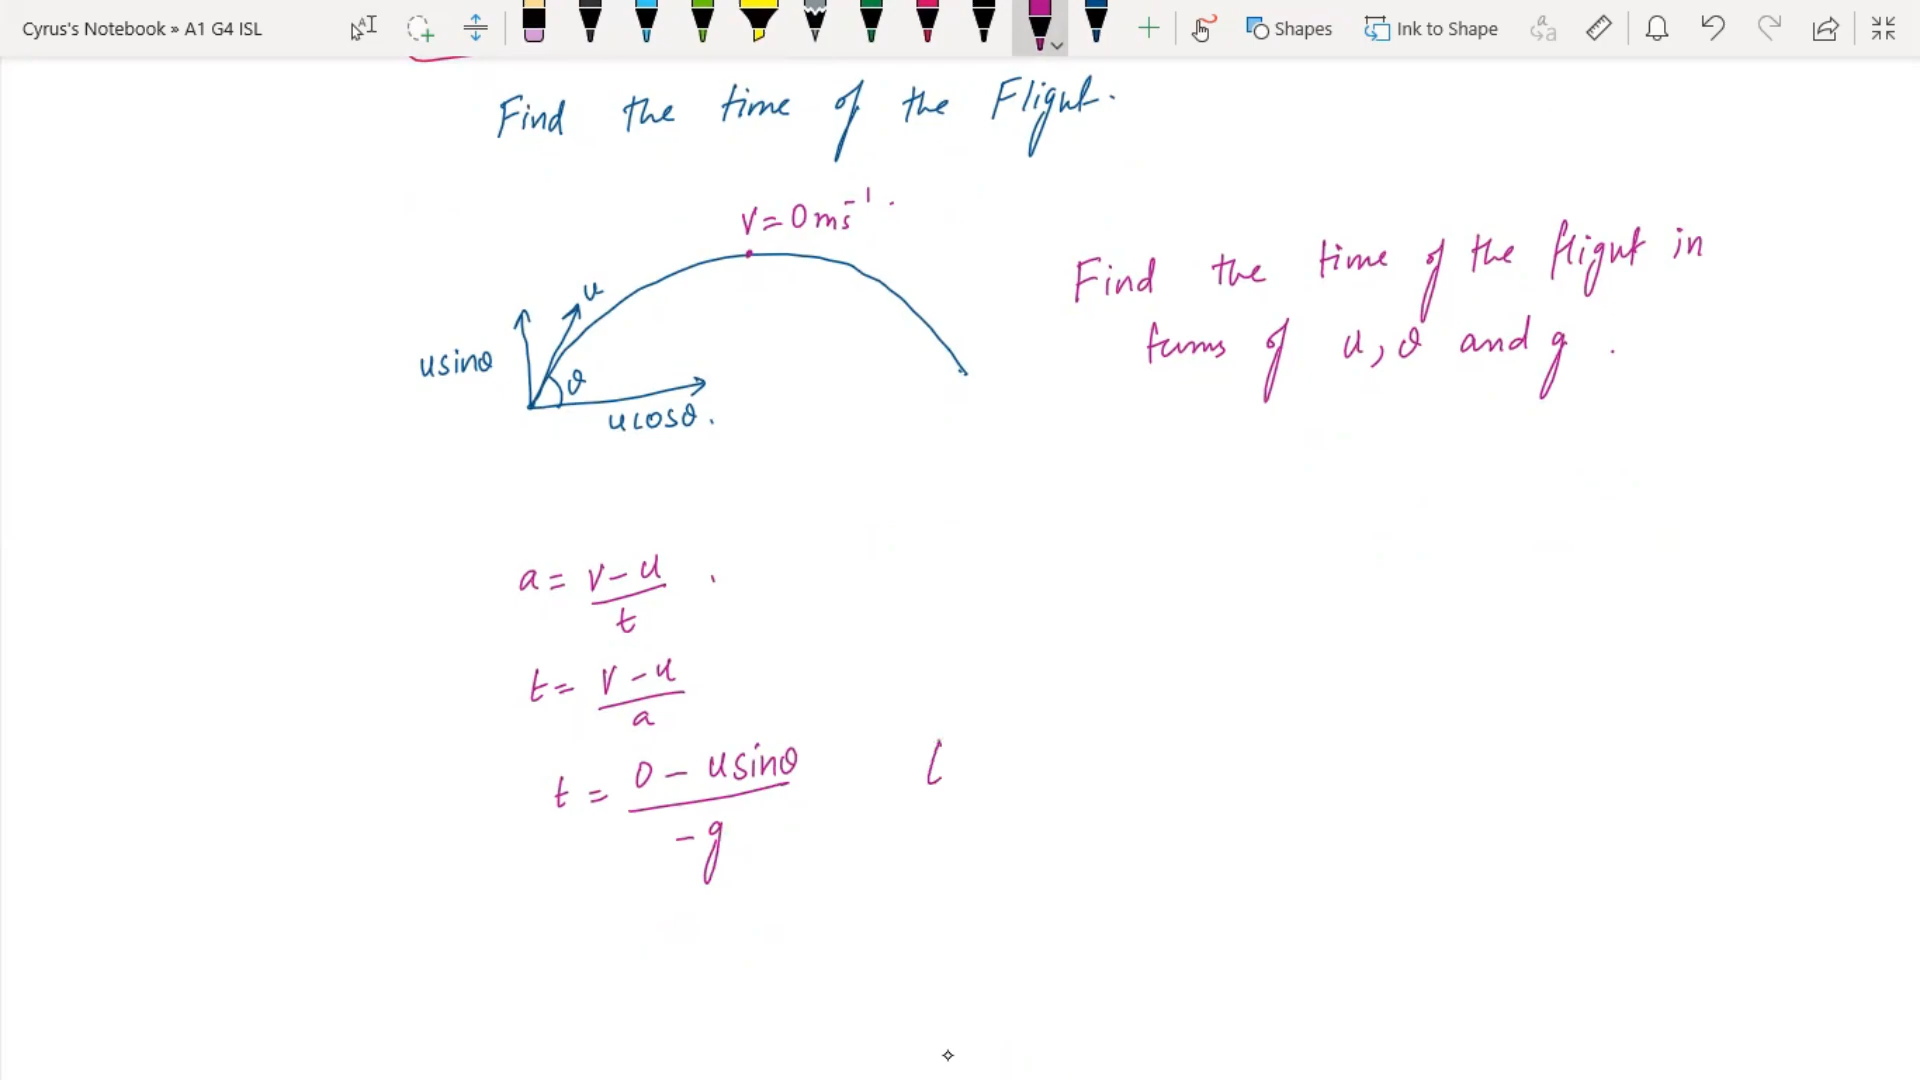 Cyrus's Notebook » A1 G4 ISL
Shapes
Ink to Shape
Find the time of the Flight.
v = 0 ms⁻¹.
u
usinθ
θ
ucosθ.
Find the time of the flight in
terms of u, θ and g.
a = v-u/t
t = v-u/a
t = 0 - usinθ/-g
(